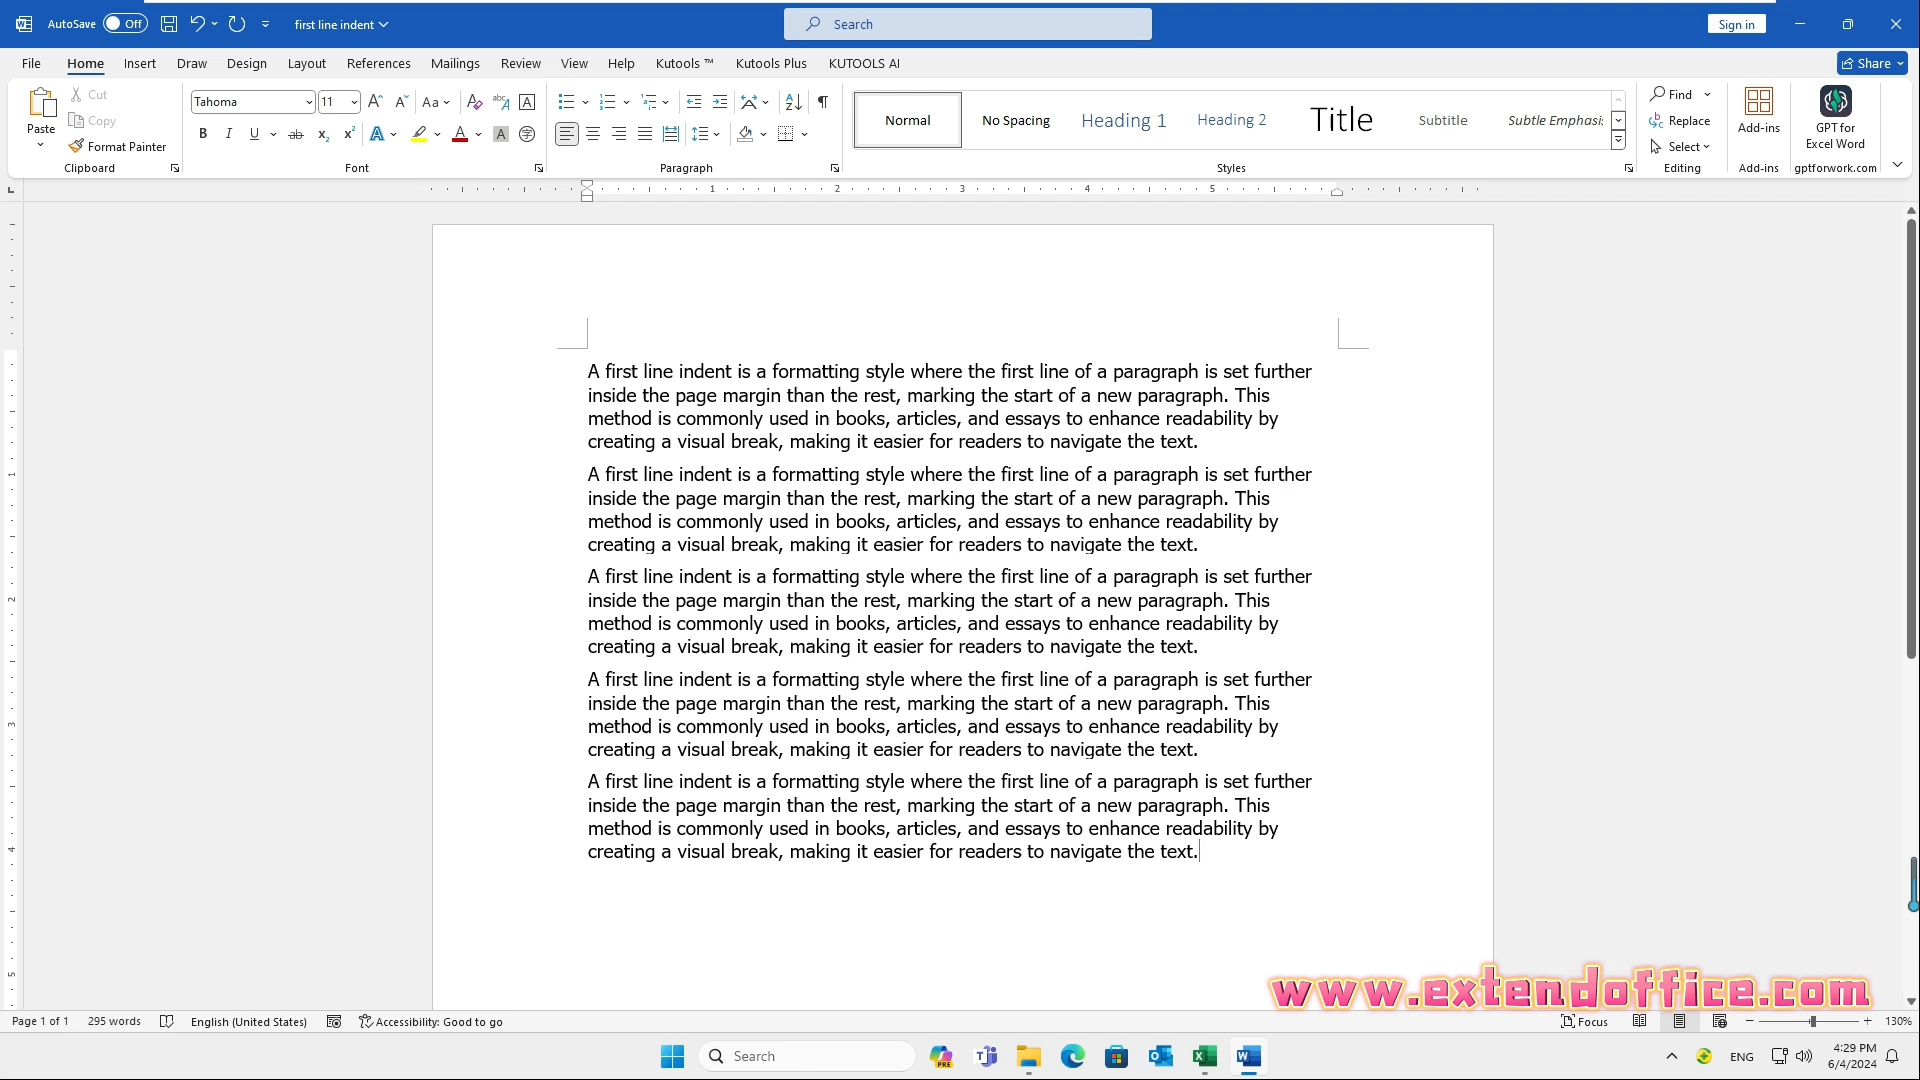 AutoSave Off first line indent Search Sign in
File Home Insert Draw Design Layout References Mailings Review View Help Kutools ™ Kutools Plus KUTOOLS AI Share
Paste Cut Copy Format Painter
Tahoma 11
Normal No Spacing Heading 1 Heading 2 Title Subtitle Subtle Emphasis
Find Replace Select
Add-ins
GPT for
Excel Word
Clipboard Font Paragraph Styles Editing Add-ins gptforwork.com
1 2 3 4 5
A first line indent is a formatting style where the first line of a paragraph is set further
inside the page margin than the rest, marking the start of a new paragraph. This
method is commonly used in books, articles, and essays to enhance readability by
creating a visual break, making it easier for readers to navigate the text.
A first line indent is a formatting style where the first line of a paragraph is set further
inside the page margin than the rest, marking the start of a new paragraph. This
method is commonly used in books, articles, and essays to enhance readability by
creating a visual break, making it easier for readers to navigate the text.
A first line indent is a formatting style where the first line of a paragraph is set further
inside the page margin than the rest, marking the start of a new paragraph. This
method is commonly used in books, articles, and essays to enhance readability by
creating a visual break, making it easier for readers to navigate the text.
A first line indent is a formatting style where the first line of a paragraph is set further
inside the page margin than the rest, marking the start of a new paragraph. This
method is commonly used in books, articles, and essays to enhance readability by
creating a visual break, making it easier for readers to navigate the text.
A first line indent is a formatting style where the first line of a paragraph is set further
inside the page margin than the rest, marking the start of a new paragraph. This
method is commonly used in books, articles, and essays to enhance readability by
creating a visual break, making it easier for readers to navigate the text.
www.extendoffice.com
Page 1 of 1 295 words English (United States) Accessibility: Good to go Focus 130%
Search ENG 4:29 PM
6/4/2024